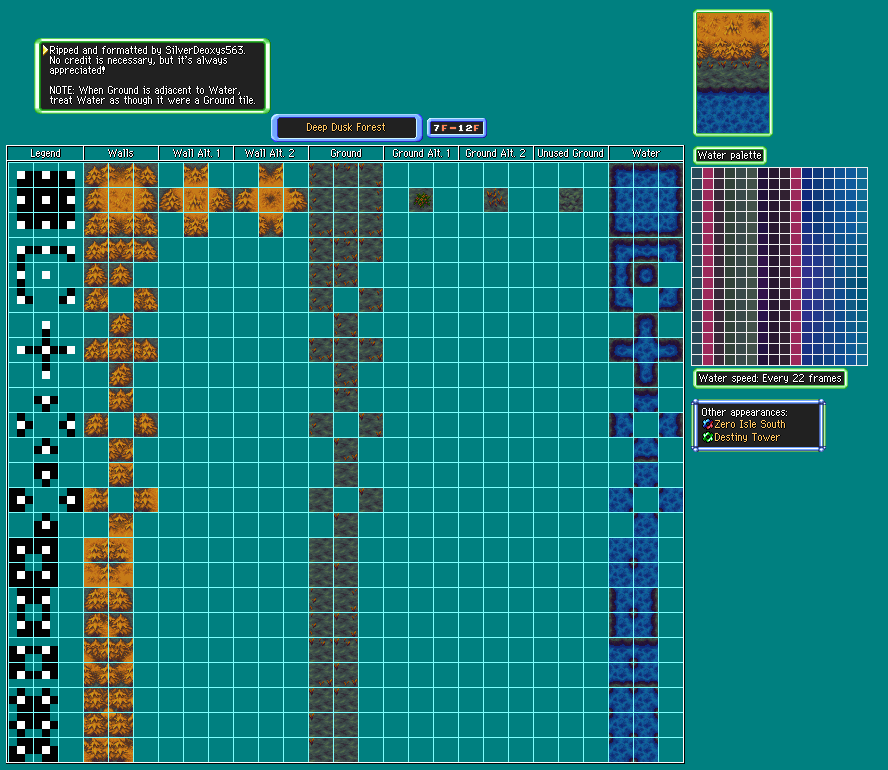 Ripped and formatted by SilverDeoxys563.
No credit is necessary, but it's always
appreciated!
NOTE: When Ground is adjacent to Water,
treat Water as though it were a Ground tile.
Deep Dusk Forest
7F-12F
Legend Walls Wall Alt. 1 Wall Alt. 2 Ground Ground Alt. 1 Ground Alt. 2 Unused Ground Water
Water palette
Water speed: Every 22 frames
Other appearances:
Zero Isle South
Destiny Tower